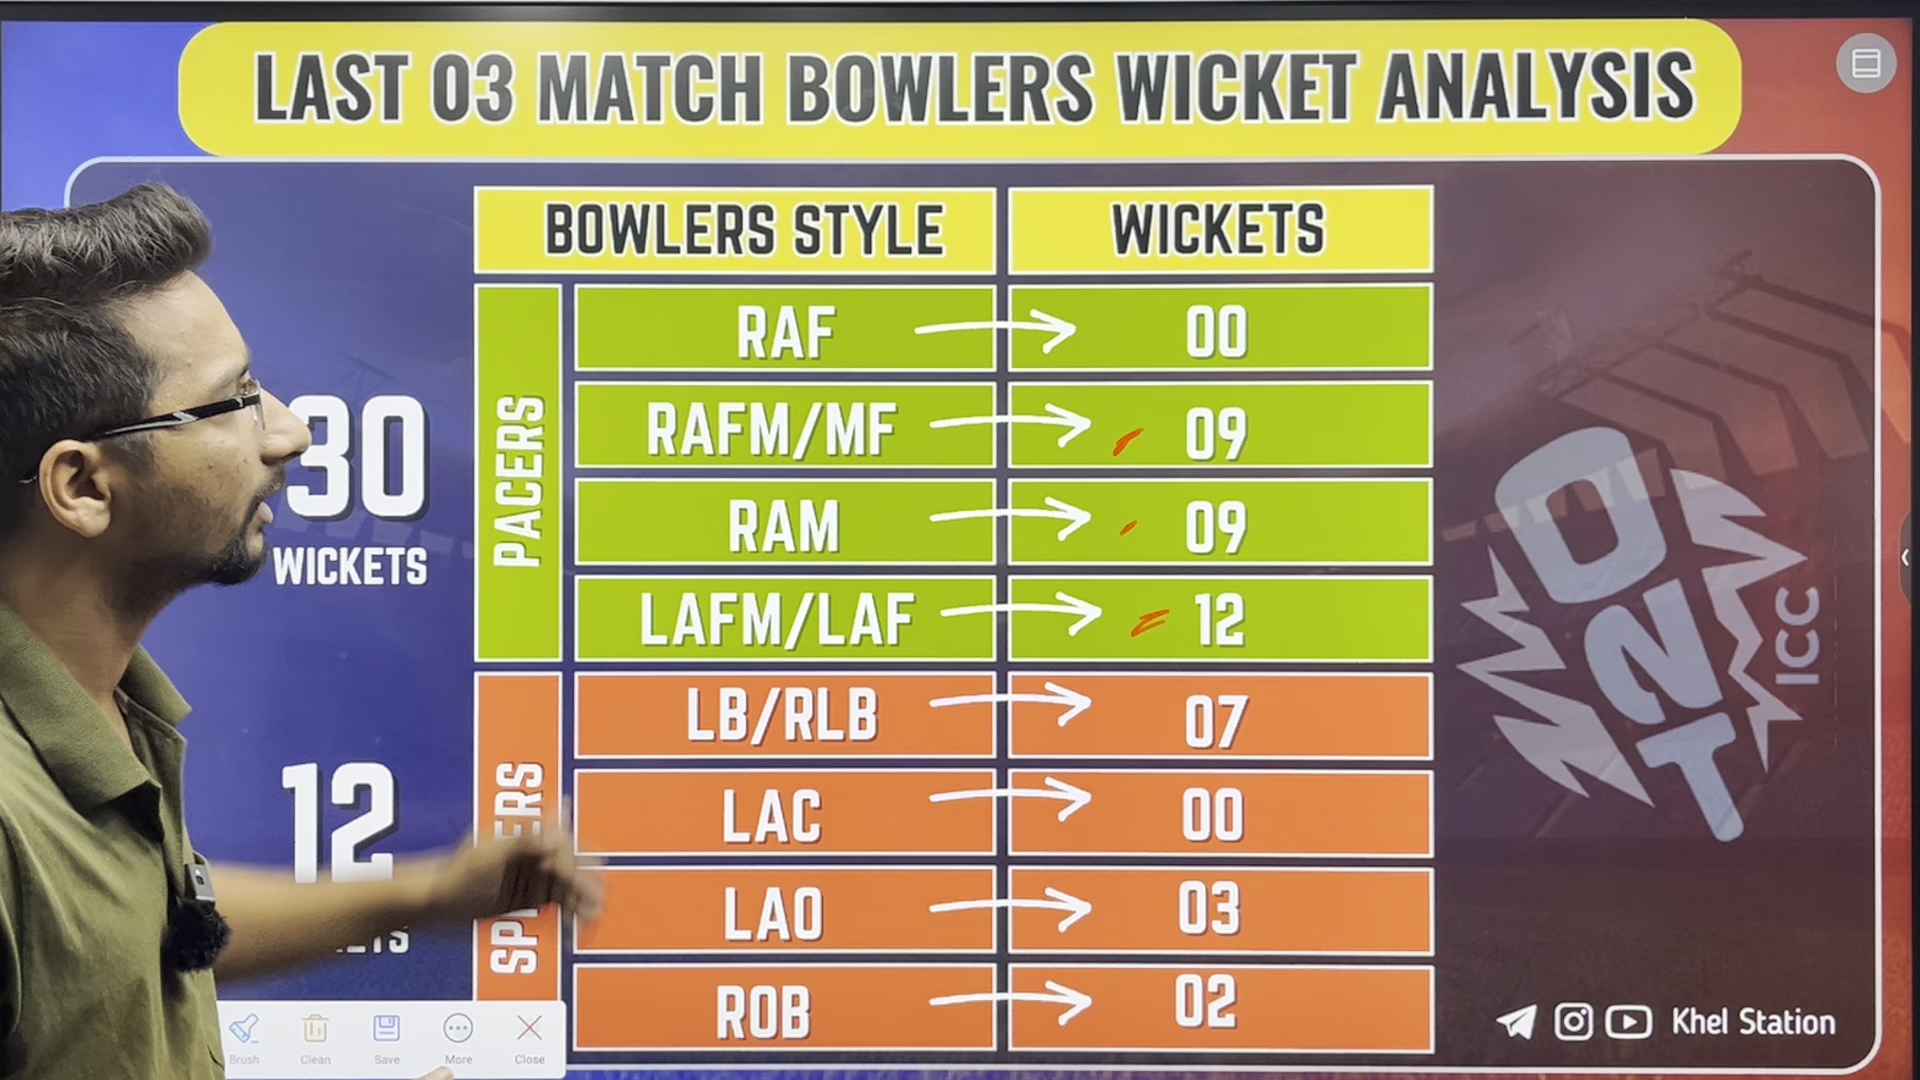 LAST 03 MATCH BOWLERS WICKET ANALYSIS
BOWLERS STYLE WICKETS
PACERS
RAF 00
RAFM/MF 09
RAM 09
LAFM/LAF 12
30
WICKETS
LB/RLB 07
LAC 00
LAO 03
ROB 02
12
T20
ICC
Khel Station
Brush Clean Save More Close